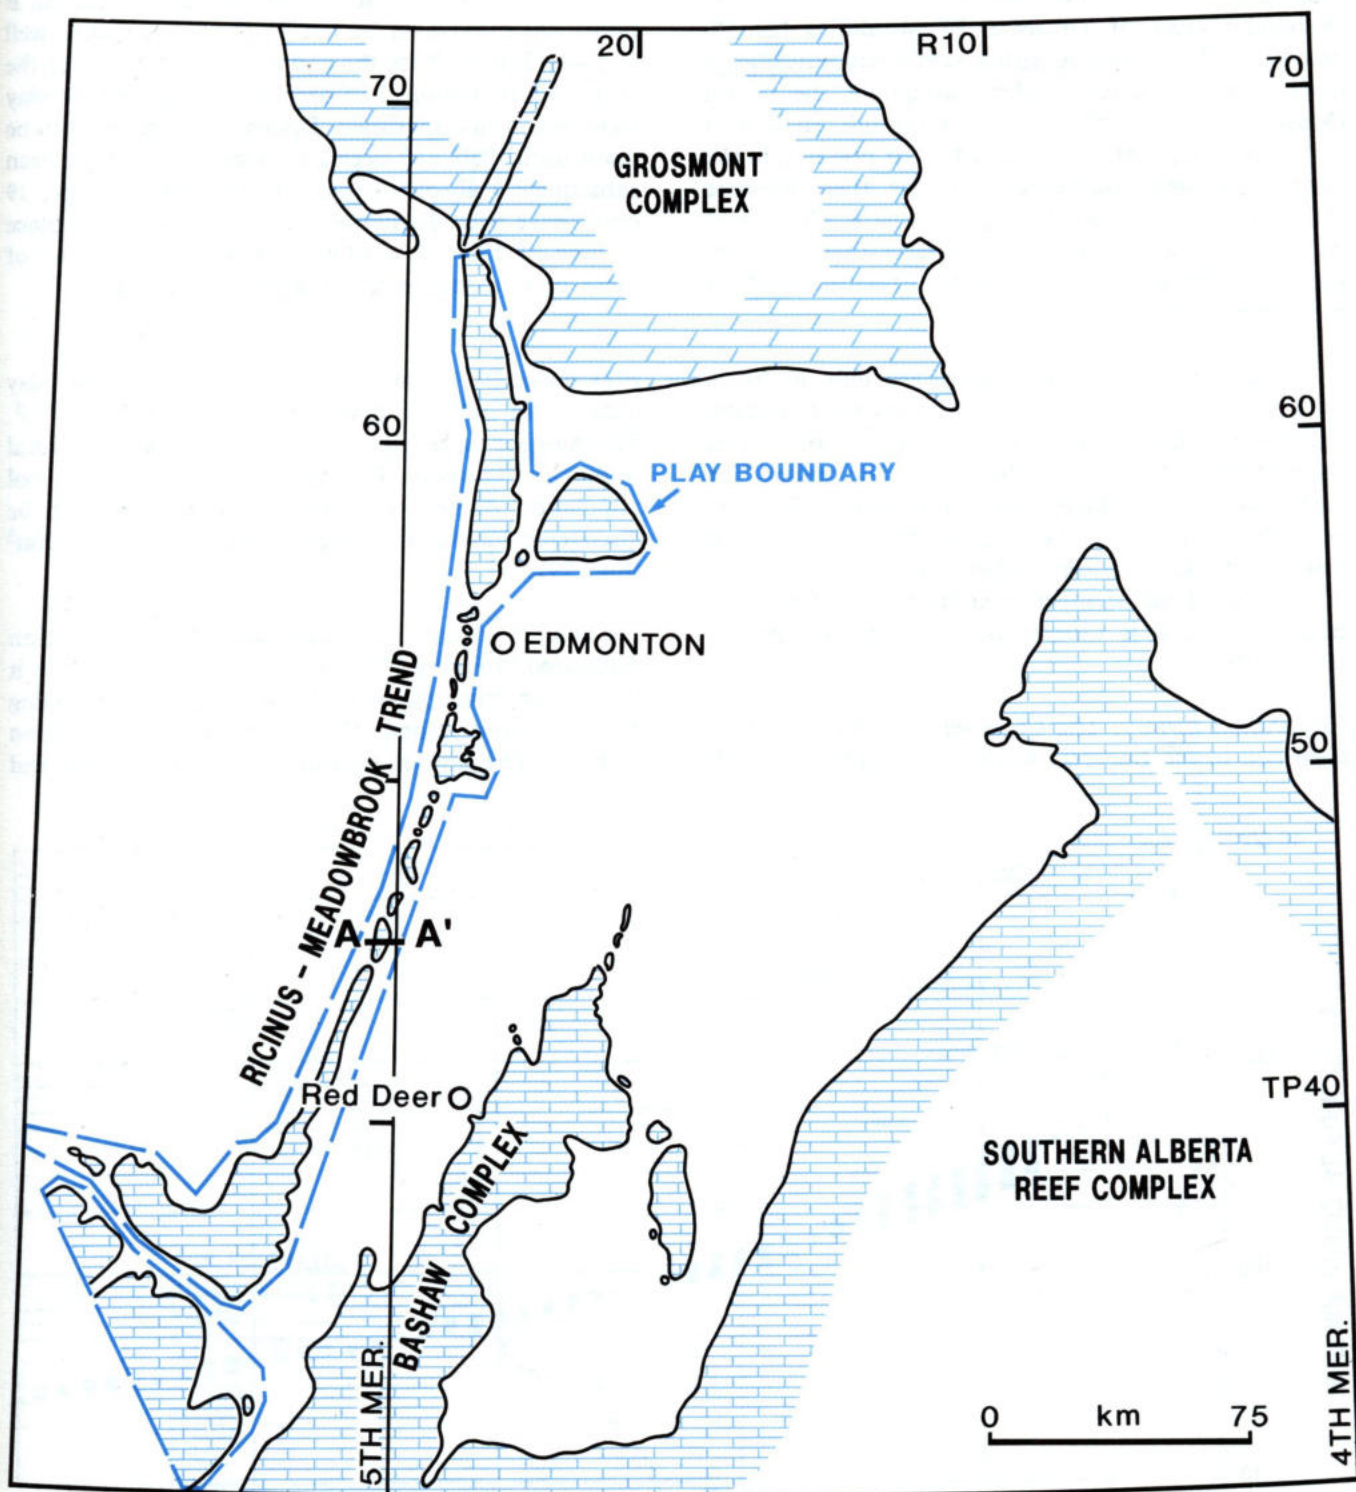 20
R10
70
70
GROSMONT
COMPLEX
60
60
PLAY BOUNDARY
EDMONTON
RICINUS - MEADOWBROOK TREND
50
A A'
Red Deer
TP40
BASHAW COMPLEX
SOUTHERN ALBERTA
REEF COMPLEX
5TH MER.
4TH MER.
0 km 75